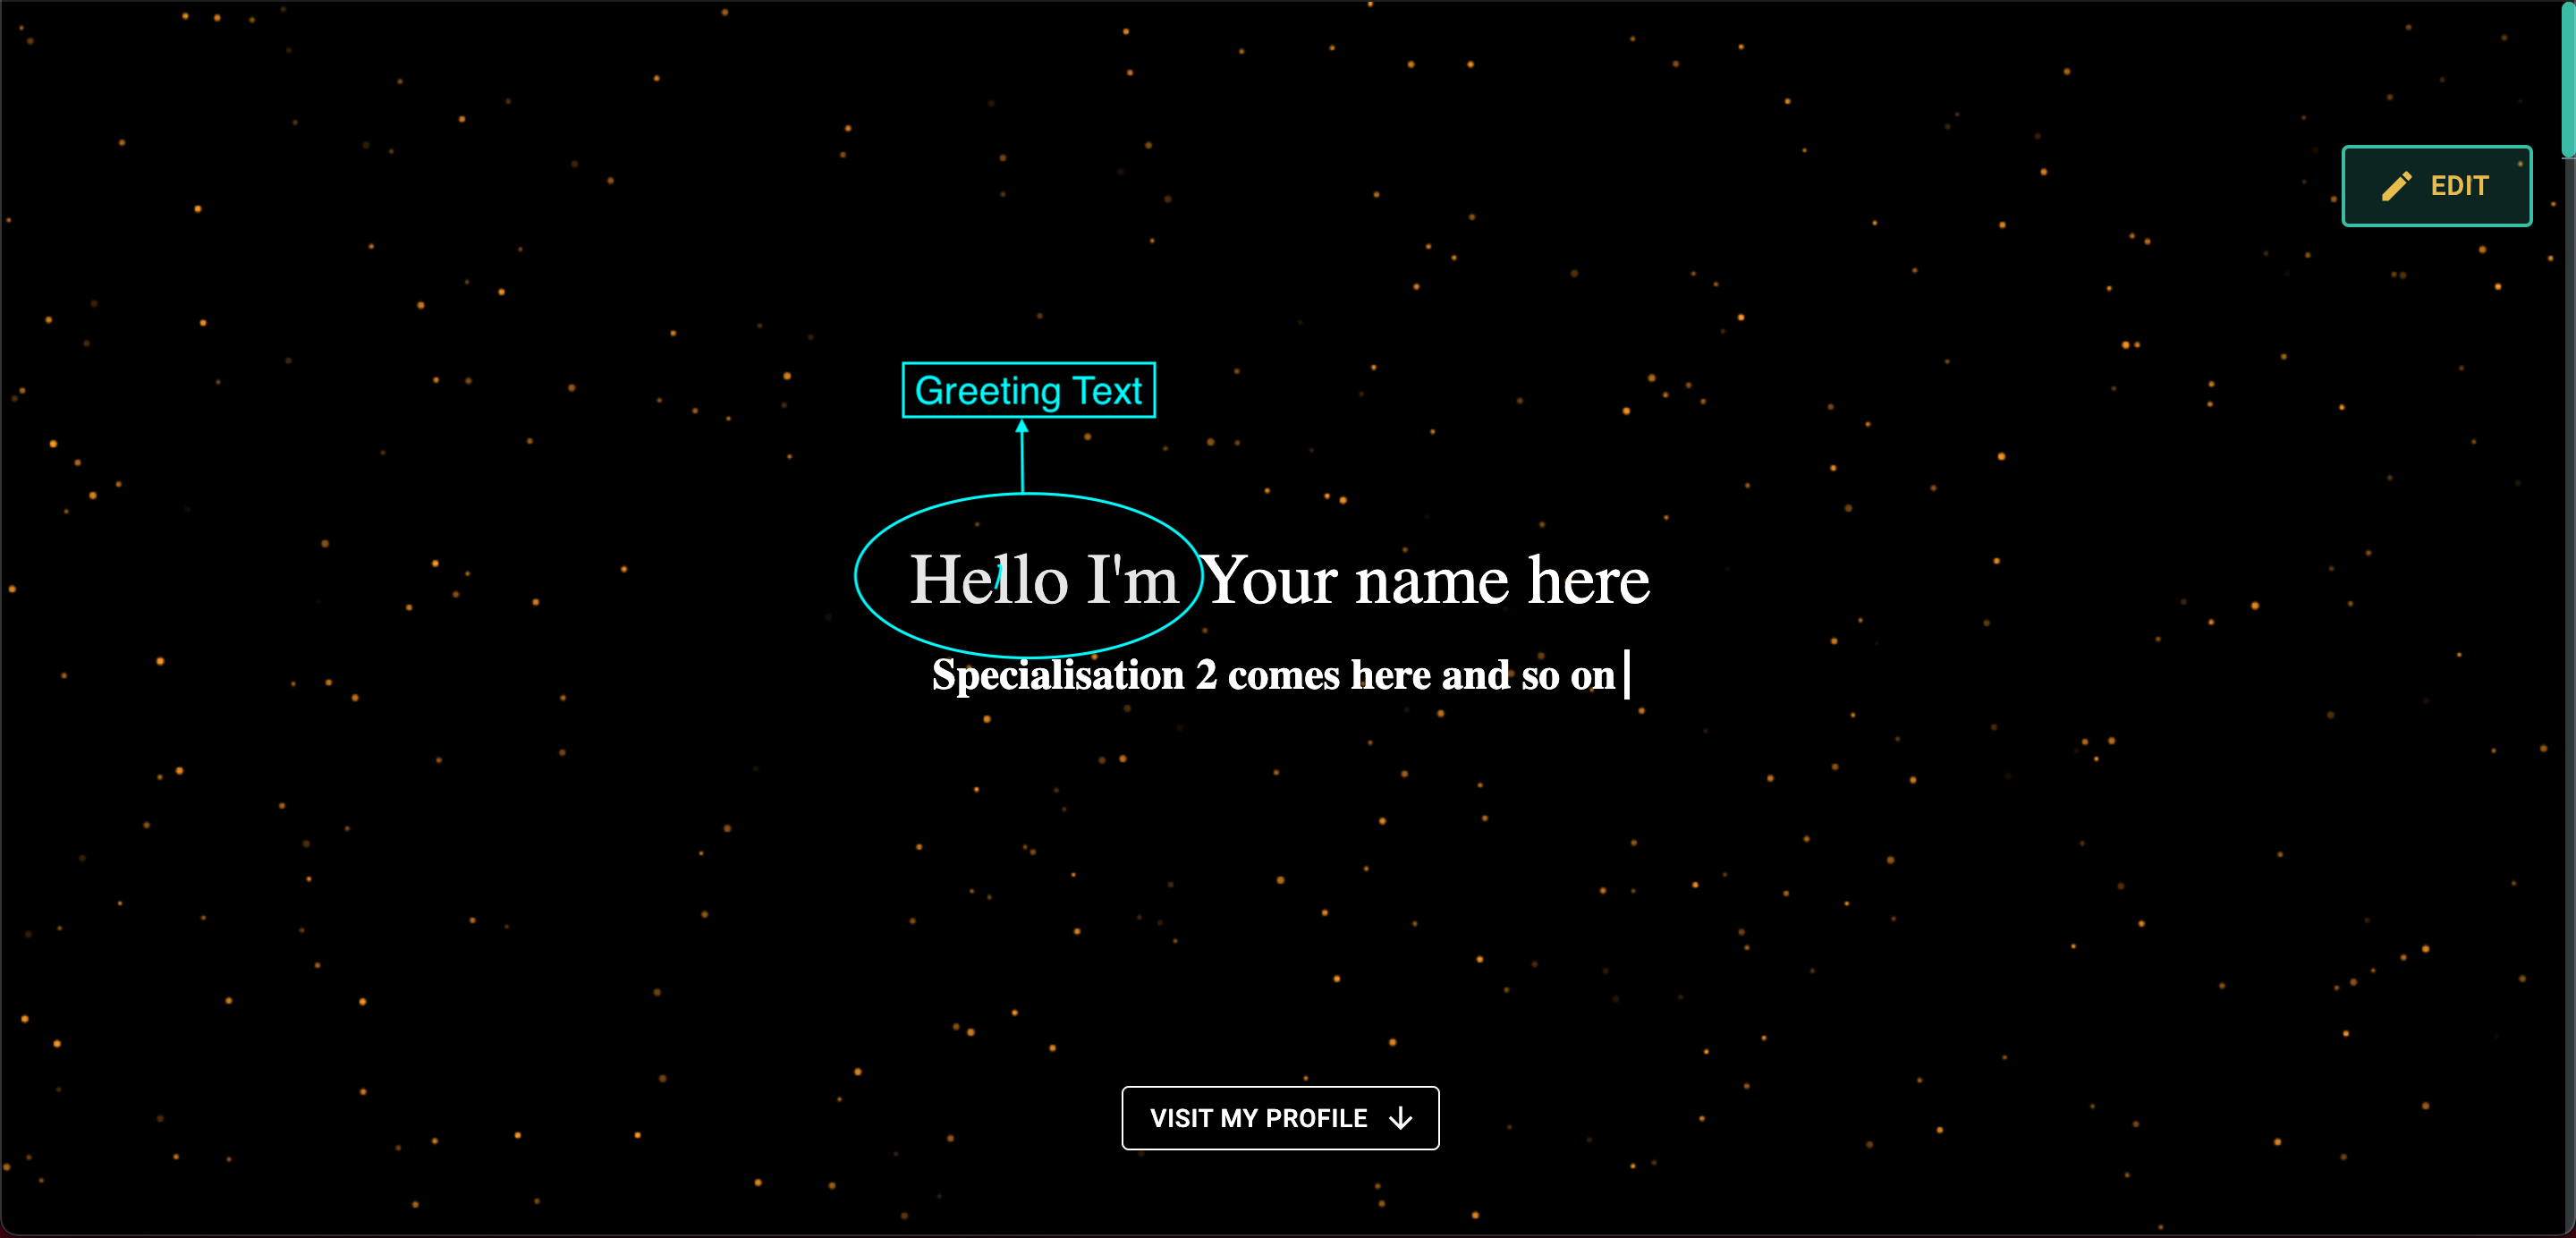 EDIT
Greeting Text
Hello I'm Your name here
Specialisation 2 comes here and so on
VISIT MY PROFILE